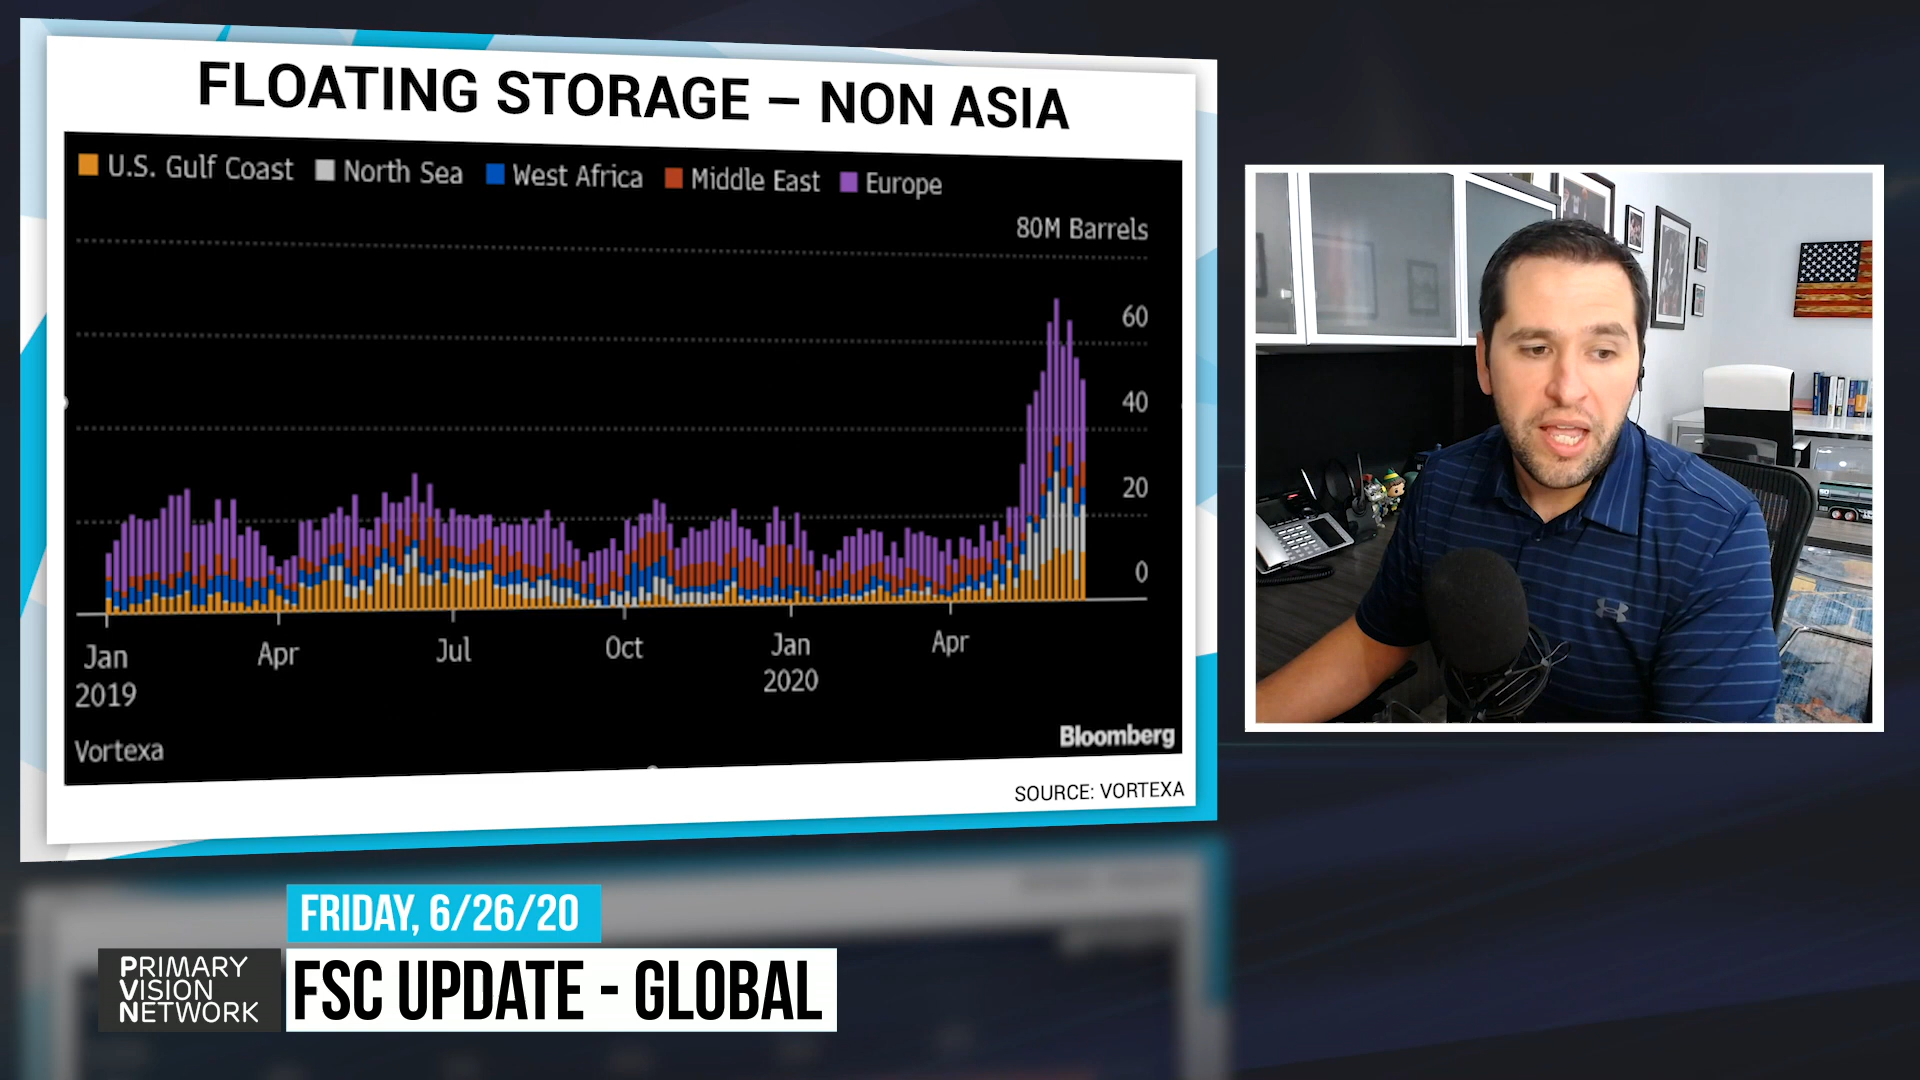 FLOATING STORAGE – NON ASIA
U.S. Gulf Coast North Sea West Africa Middle East Europe
80M Barrels
60
40
20
0
Jan Apr Jul Oct Jan Apr
2019 2020
Vortexa
Bloomberg
SOURCE: VORTEXA
FRIDAY, 6/26/20
PRIMARY
VISION
NETWORK
FSC UPDATE - GLOBAL